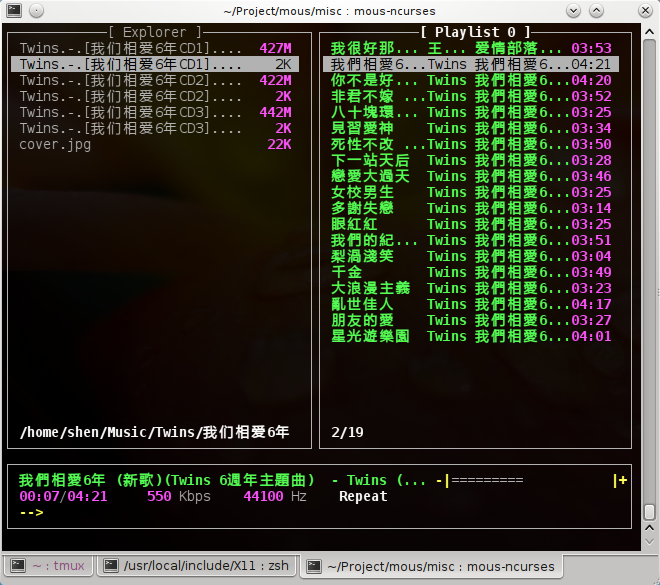 ~/Project/mous/misc : mous-ncurses
[ Explorer ]
Twins.-.[我们相爱6年CD1].... 427M
Twins.-.[我们相爱6年CD1].... 2K
Twins.-.[我们相爱6年CD2].... 422M
Twins.-.[我们相爱6年CD2].... 2K
Twins.-.[我们相爱6年CD3].... 442M
Twins.-.[我们相爱6年CD3].... 2K
cover.jpg 22K
/home/shen/Music/Twins/我们相爱6年
[ Playlist 0 ]
我很好那... 王... 爱情部落... 03:53
我們相愛6...Twins 我們相愛6...04:21
你不是好... Twins 我們相愛6...04:20
非君不嫁 ...Twins 我們相愛6...03:52
八十塊環... Twins 我們相愛6...03:25
見習愛神 Twins 我們相愛6...03:34
死性不改 ...Twins 我們相愛6...03:50
下一站天后 Twins 我們相愛6...03:28
戀愛大過天 Twins 我們相愛6...03:46
女校男生 Twins 我們相愛6...03:25
多謝失戀 Twins 我們相愛6...03:14
眼紅紅 Twins 我們相愛6...03:25
我們的紀... Twins 我們相愛6...03:51
梨渦淺笑 Twins 我們相愛6...03:04
千金 Twins 我們相愛6...03:49
大浪漫主義 Twins 我們相愛6...03:23
亂世佳人 Twins 我們相愛6...04:17
朋友的愛 Twins 我們相愛6...03:27
星光遊樂園 Twins 我們相愛6...04:01
2/19
我們相愛6年 (新歌)(Twins 6週年主題曲) - Twins (... -|========= |+
00:07/04:21 550 Kbps 44100 Hz Repeat
-->
~ : tmux
/usr/local/include/X11 : zsh
~/Project/mous/misc : mous-ncurses